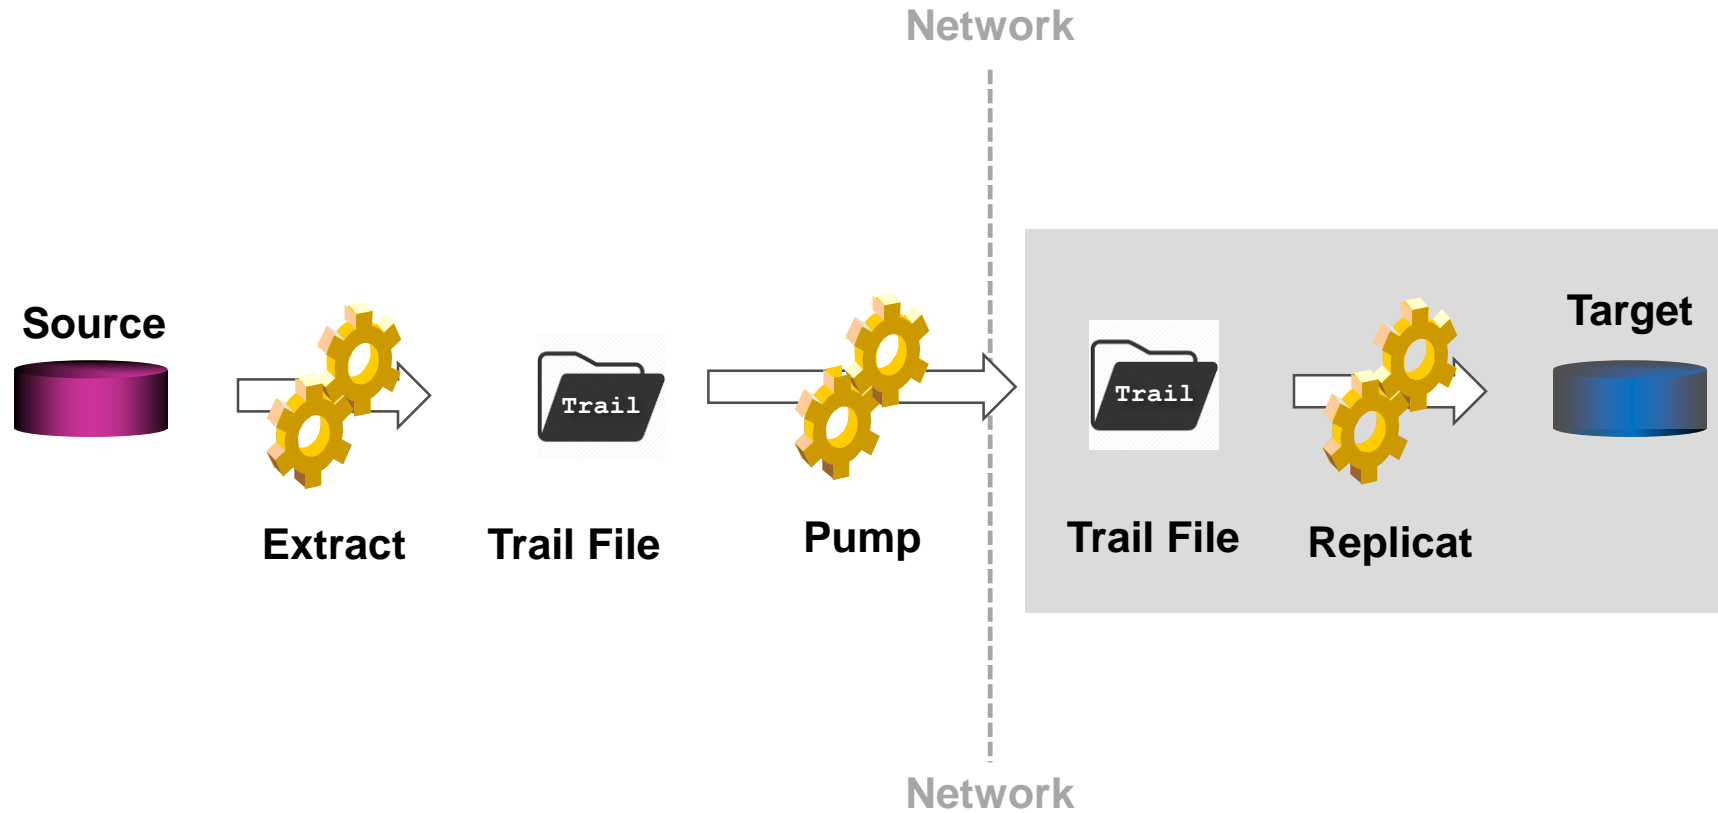 Network
Source
Target
Trail
Trail
Extract
Trail File
Pump
Trail File
Replicat
Network